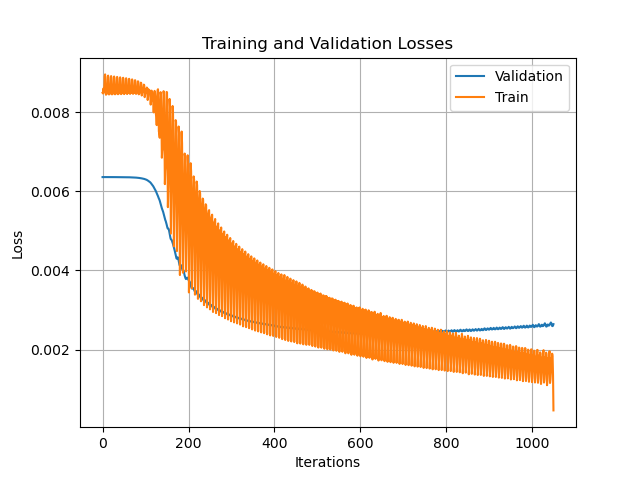 Training and Validation Losses
Validation
Train
0.008
0.006
0.004
0.002
Loss
0
200
400
600
800
1000
Iterations